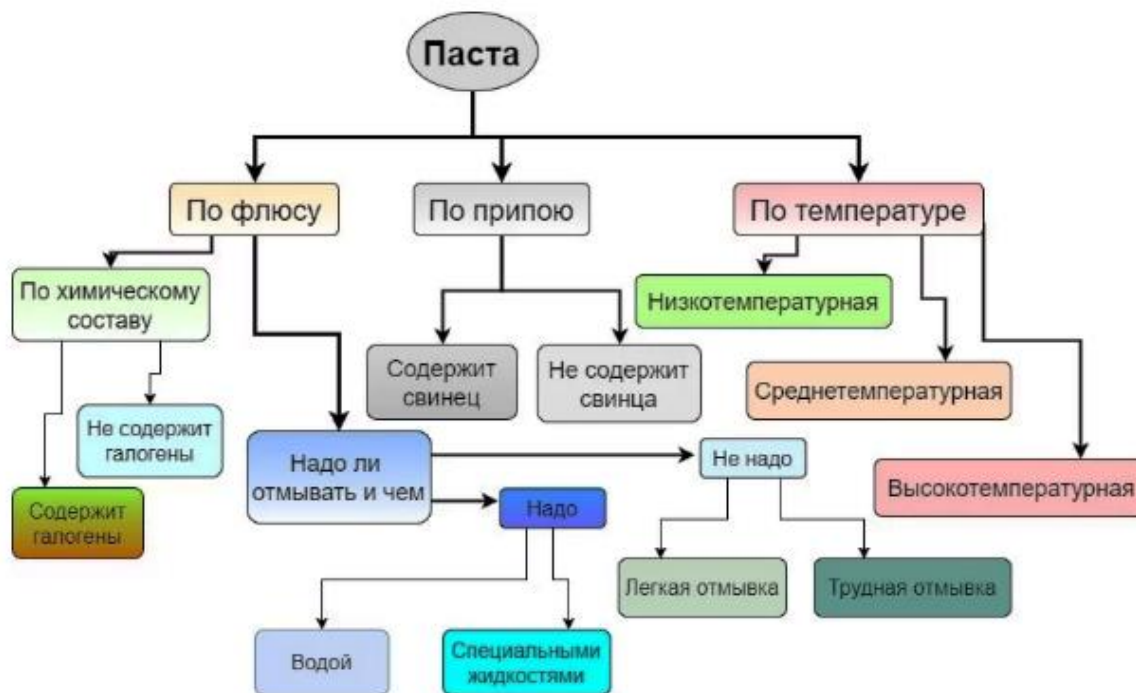 Паста
По флюсу
По припою
По температуре
По химическому
составу
Низкотемпературная
Содержит
свинец
Не содержит
свинца
Среднетемпературная
Не содержит
галогены
Надо ли
отмывать и чем
Не надо
Высокотемпературная
Содержит
галогены
Надо
Легкая отмывка
Трудная отмывка
Водой
Специальными
жидкостями